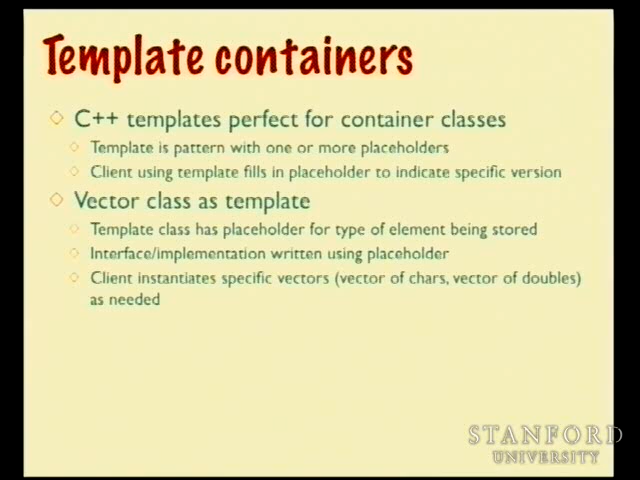 Template containers
C++ templates perfect for container classes
Template is pattern with one or more placeholders
Client using template fills in placeholder to indicate specific version
Vector class as template
Template class has placeholder for type of element being stored
Interface/implementation written using placeholder
Client instantiates specific vectors (vector of chars, vector of doubles)
as needed
STANFORD
UNIVERSITY